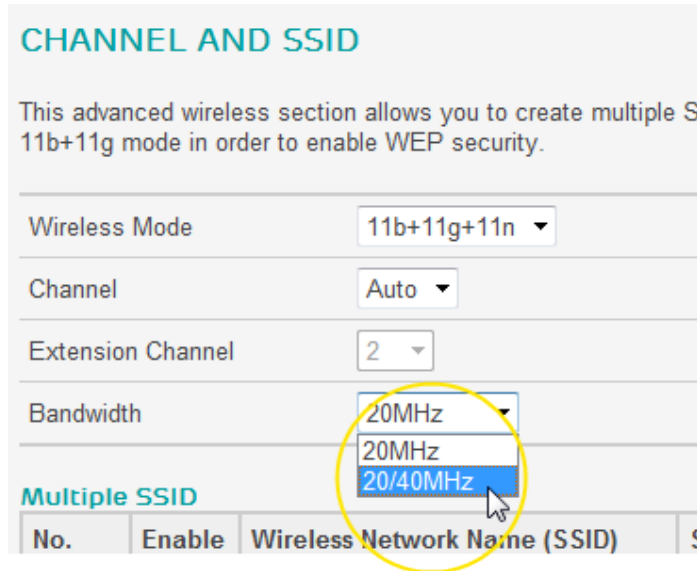 CHANNEL AND SSID
This advanced wireless section allows you to create multiple
11b+11g mode in order to enable WEP security.
Wireless Mode 11b+11g+11n
Channel Auto
Extension Channel 2
Bandwidth 20MHz
20MHz
20/40MHz
Multiple SSID
No. Enable Wireless Network Name (SSID)